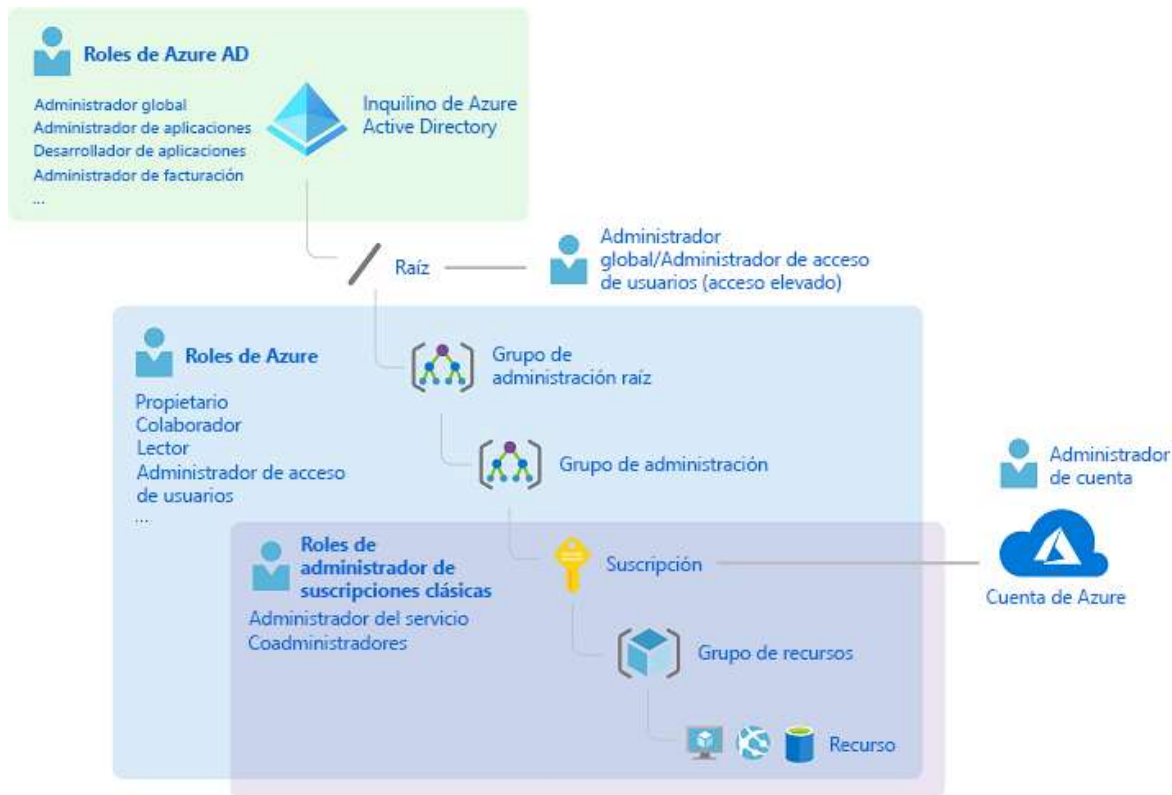 Roles de Azure AD
Administrador global
Administrador de aplicaciones
Desarrollador de aplicaciones
Administrador de facturación
...
Inquilino de Azure
Active Directory
Raíz
Administrador
global/Administrador de acceso
de usuarios (acceso elevado)
Roles de Azure
Propietario
Colaborador
Lector
Administrador de acceso
de usuarios
...
Grupo de
administración raíz
Grupo de administración
Administrador
de cuenta
Roles de
administrador de
suscripciones clásicas
Administrador del servicio
Coadministradores
Suscripción
Cuenta de Azure
Grupo de recursos
Recurso